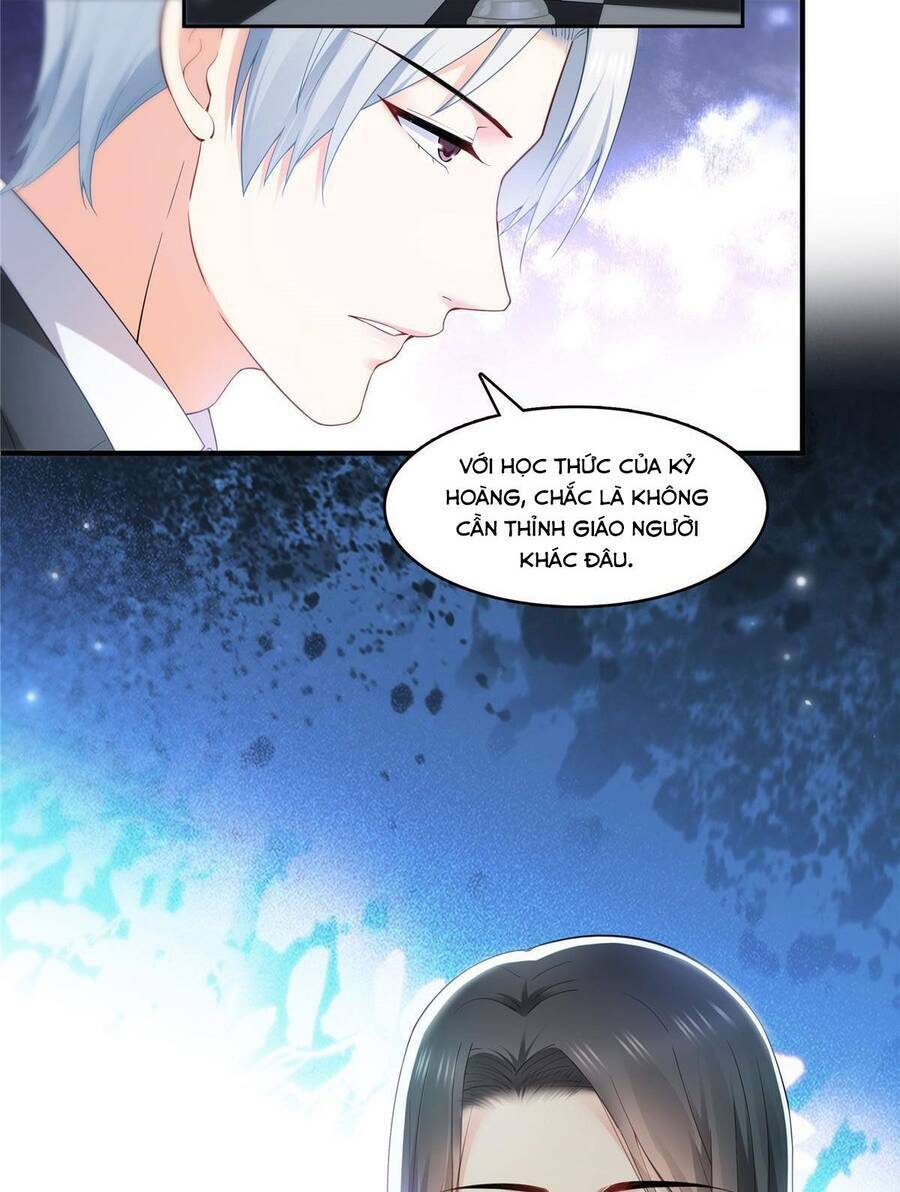 VỚI HỌC THỨC CỦA KỶ
HOÀNG, CHẮC LÀ KHÔNG
CẦN THỈNH GIÁO NGƯỜI
KHÁC ĐÂU.